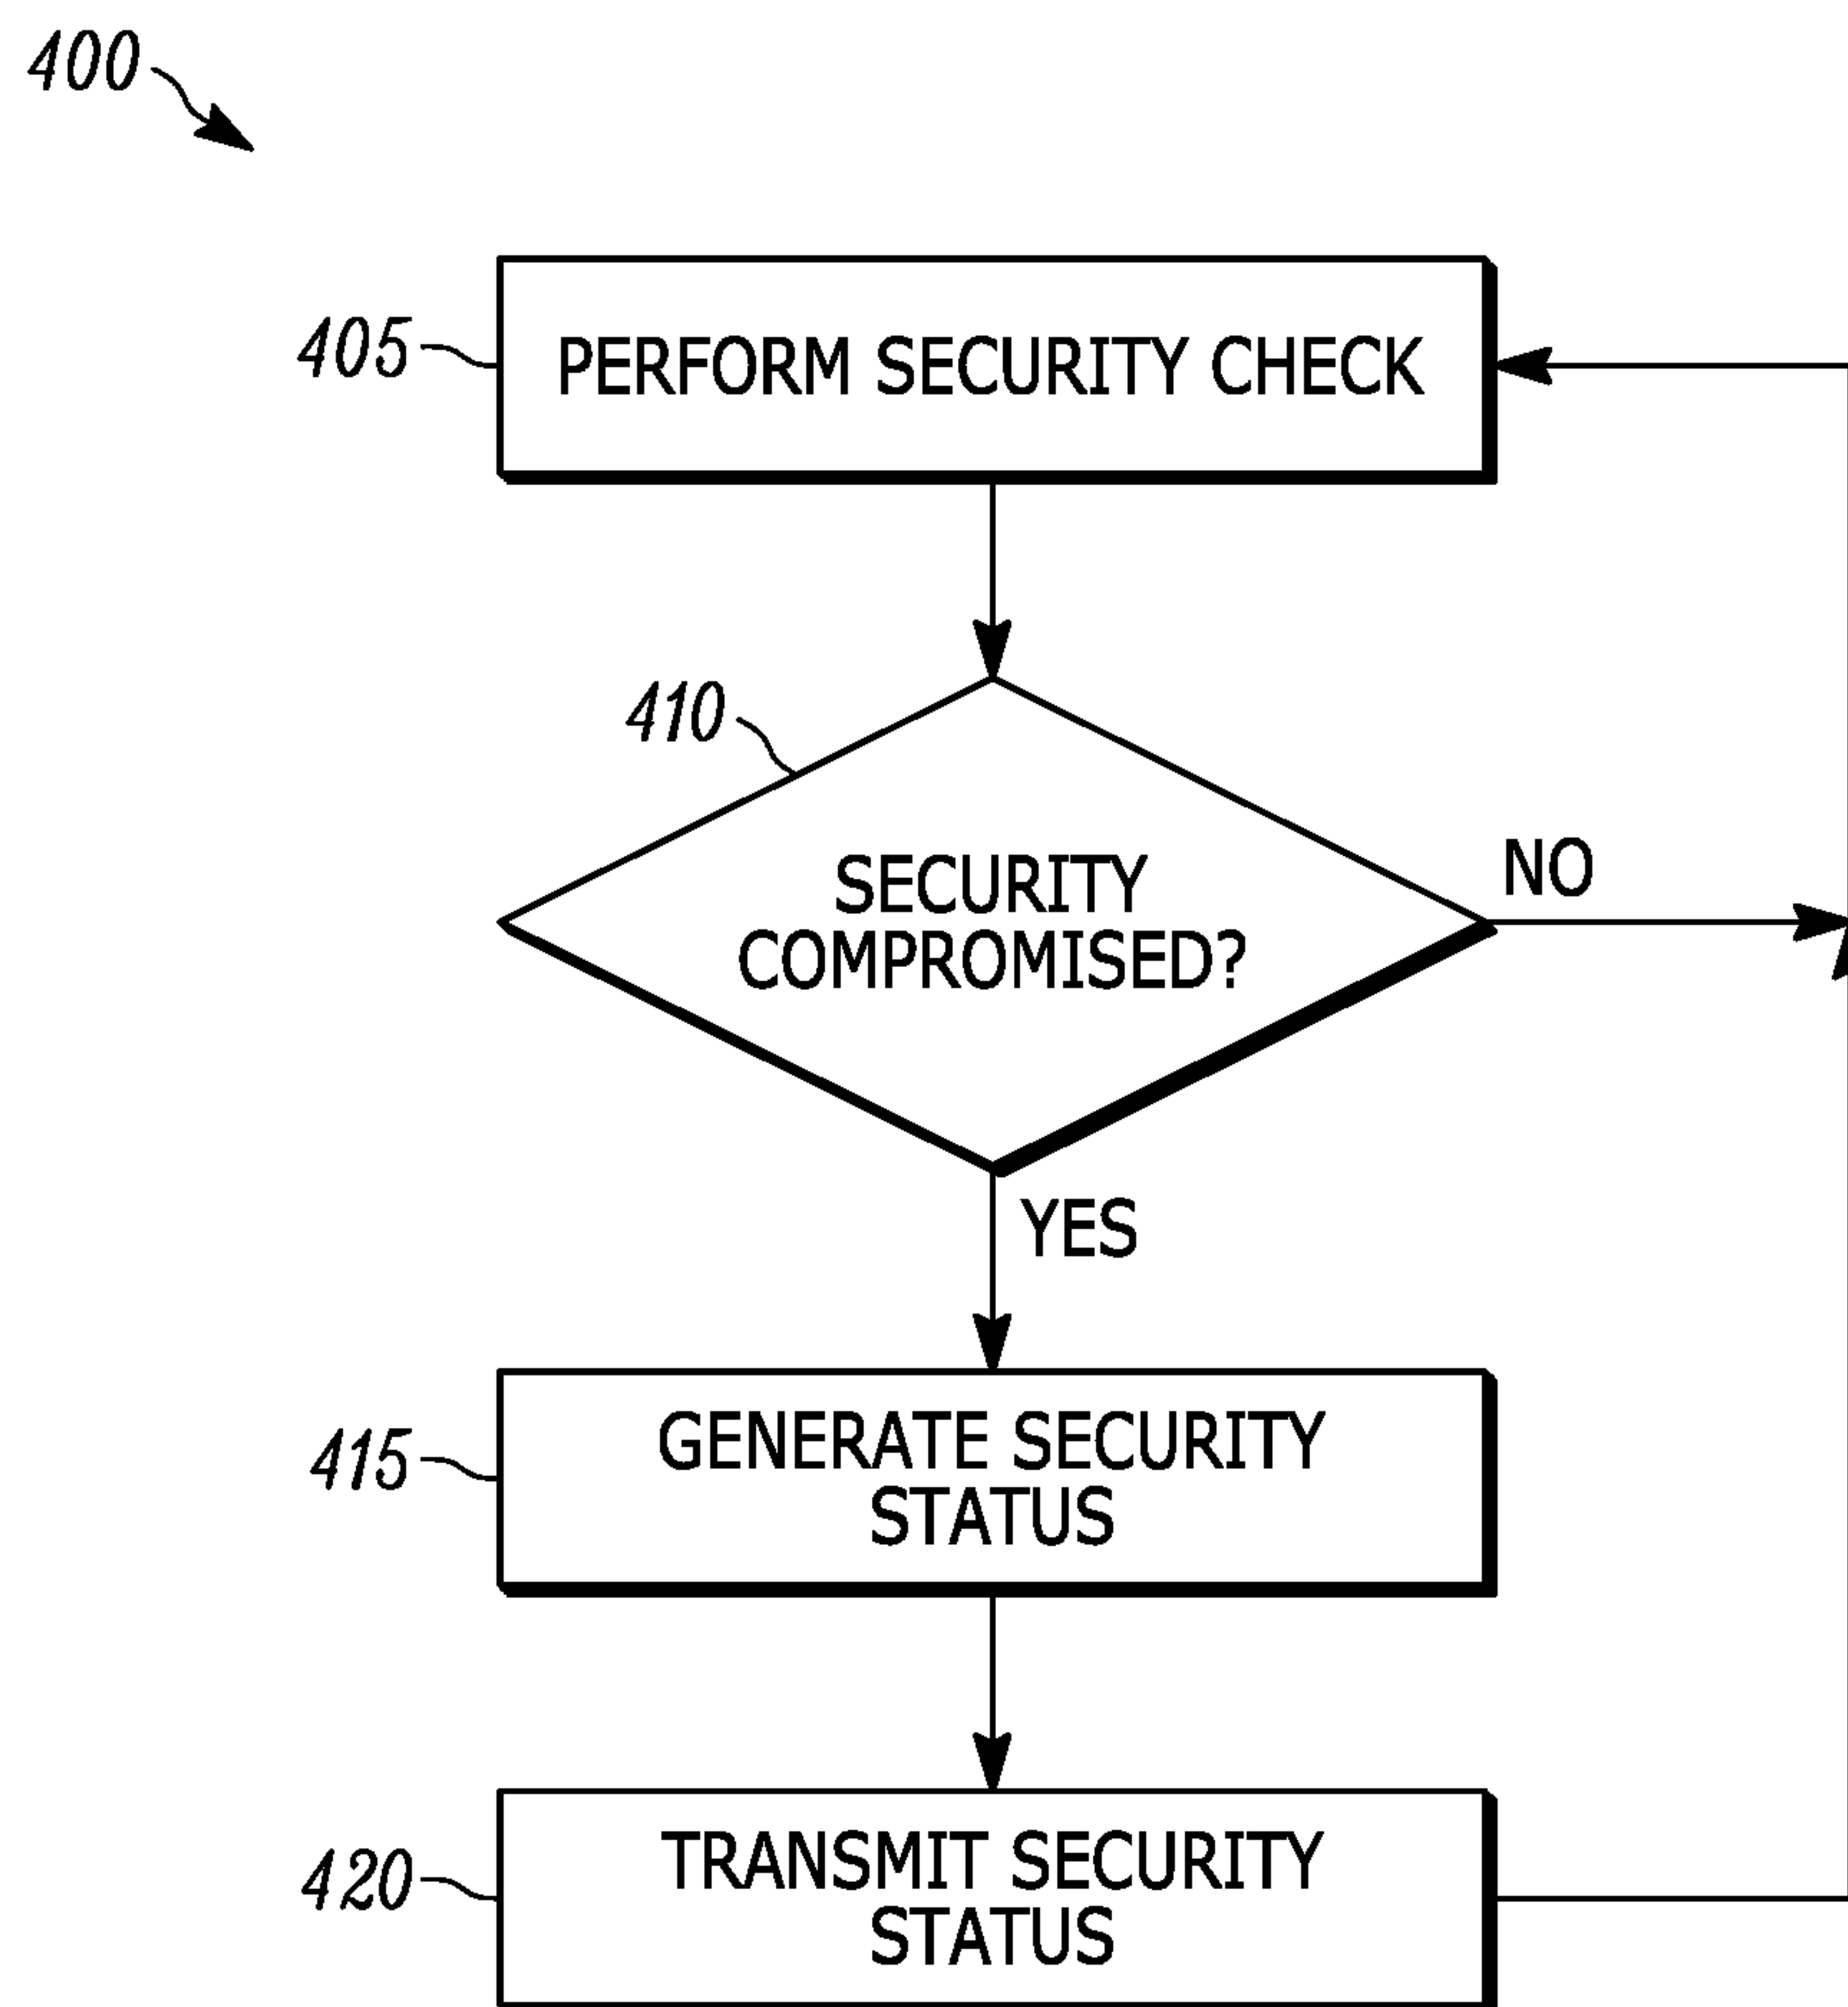 400
405
PERFORM SECURITY CHECK
410
SECURITY
COMPROMISED?
NO
YES
415
GENERATE SECURITY
STATUS
420
TRANSMIT SECURITY
STATUS